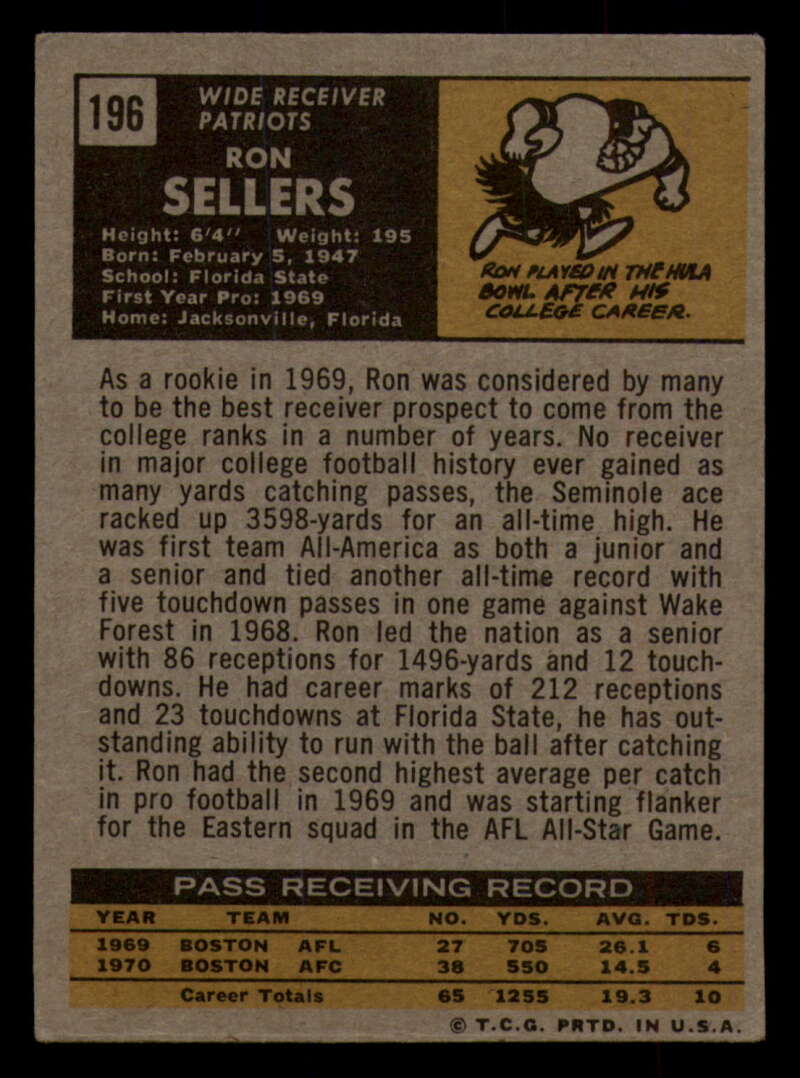 196
WIDE RECEIVER
PATRIOTS
RON
SELLERS
Height: 6'4" Weight: 195
Born: February 5, 1947
School: Florida State
First Year Pro: 1969
Home: Jacksonville, Florida
RON PLAYED IN THE HULA
BOWL AFTER HIS
COLLEGE CAREER.
As a rookie in 1969, Ron was considered by many
to be the best receiver prospect to come from the
college ranks in a number of years. No receiver
in major college football history ever gained as
many yards catching passes, the Seminole ace
racked up 3598-yards for an all-time high. He
was first team All-America as both a junior and
a senior and tied another all-time record with
five touchdown passes in one game against Wake
Forest in 1968. Ron led the nation as a senior
with 86 receptions for 1496-yards and 12 touch-
downs. He had career marks of 212 receptions
and 23 touchdowns at Florida State, he has out-
standing ability to run with the ball after catching
it. Ron had the second highest average per catch
in pro football in 1969 and was starting flanker
for the Eastern squad in the AFL All-Star Game.
PASS RECEIVING RECORD
YEAR TEAM NO. YDS. AVG. TDS.
1969 BOSTON AFL 27 705 26.1 6
1970 BOSTON AFC 38 550 14.5 4
Career Totals 65 1255 19.3 10
© T.C.G. PRTD. IN U.S.A.